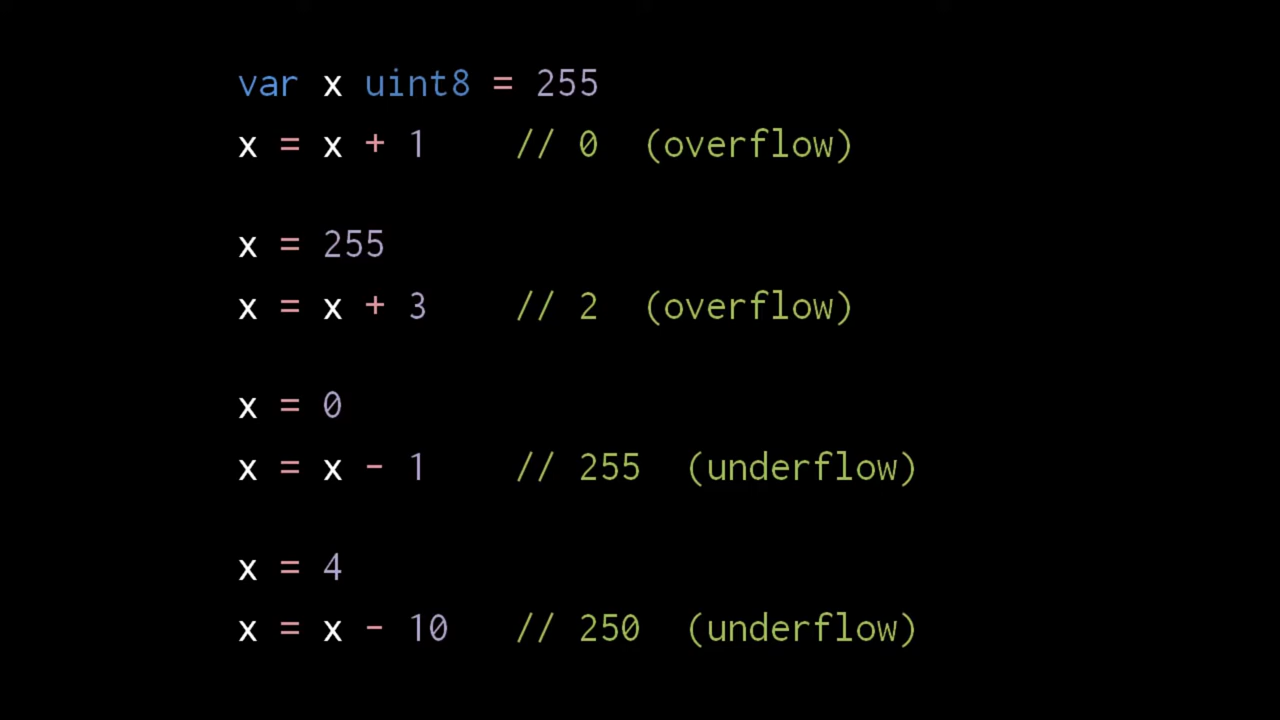 var x uint8 = 255
x = x + 1    // 0  (overflow)
x = 255
x = x + 3    // 2  (overflow)
x = 0
x = x - 1    // 255  (underflow)
x = 4
x = x - 10   // 250  (underflow)